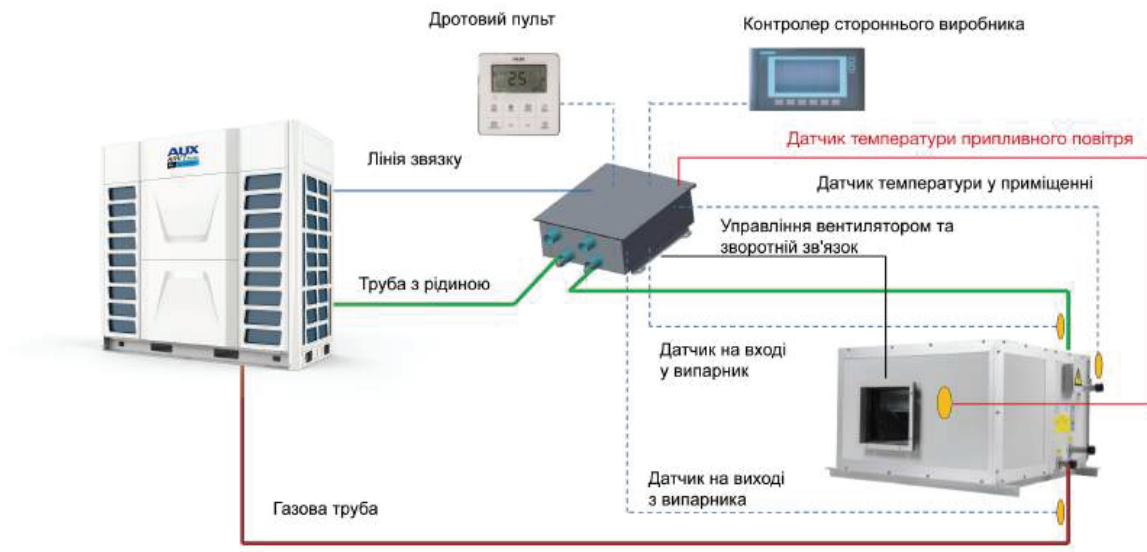 Дротовий пульт
Контролер стороннього виробника
AUX
25
Датчик температури припливного повітря
Лінія звязку
Датчик температури у приміщенні
Управління вентилятором та
зворотній зв'язок
Труба з рідиною
Датчик на вході
у випарник
Датчик на виході
з випарника
Газова труба